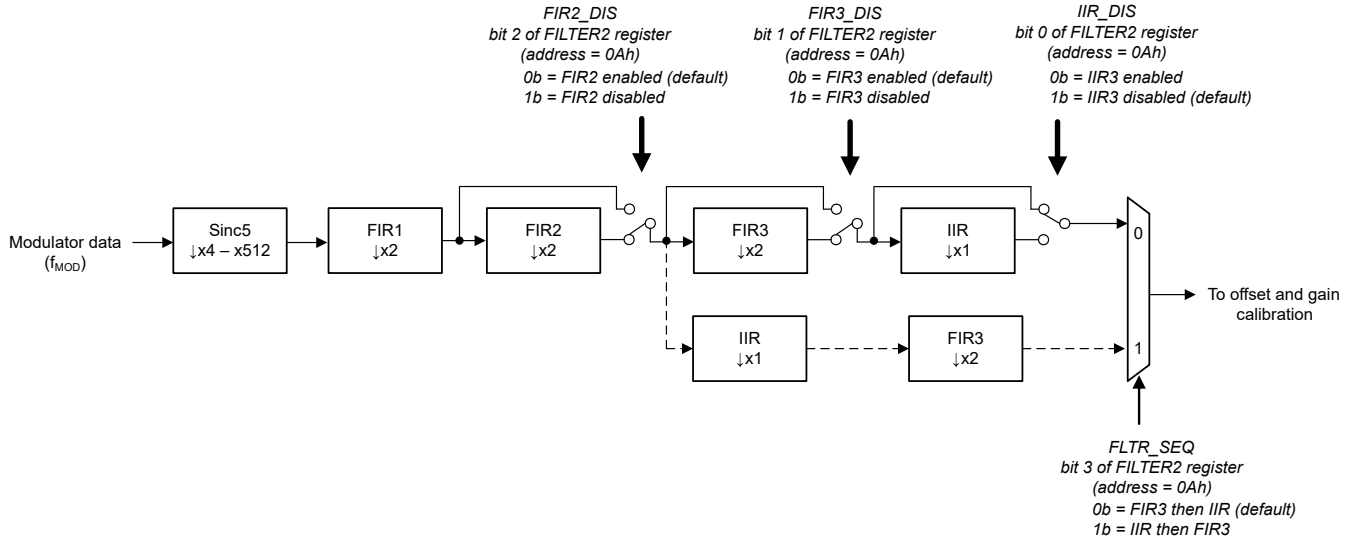 FIR2_DIS
bit 2 of FILTER2 register
(address = 0Ah)
0b = FIR2 enabled (default)
1b = FIR2 disabled
FIR3_DIS
bit 1 of FILTER2 register
(address = 0Ah)
0b = FIR3 enabled (default)
1b = FIR3 disabled
IIR_DIS
bit 0 of FILTER2 register
(address = 0Ah)
0b = IIR3 enabled
1b = IIR3 disabled (default)
Modulator data
(fMOD)
Sinc5
↓x4 – x512
FIR1
↓x2
FIR2
↓x2
FIR3
↓x2
IIR
↓x1
0
IIR
↓x1
FIR3
↓x2
1
To offset and gain
calibration
FLTR_SEQ
bit 3 of FILTER2 register
(address = 0Ah)
0b = FIR3 then IIR (default)
1b = IIR then FIR3